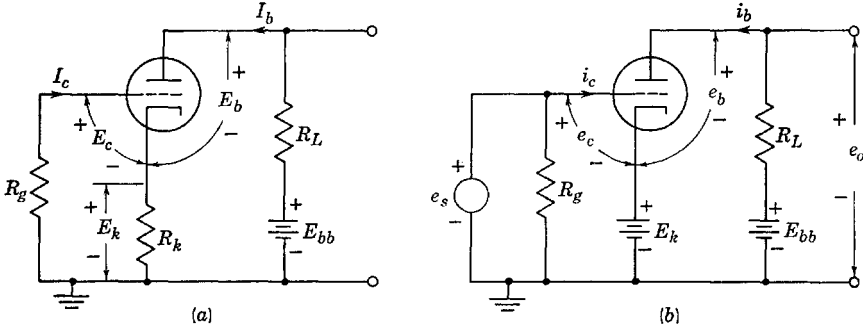 I_b
I_c
+
E_b
−
+
E_c
−
R_L
R_g
+
E_k
−
R_k
+
E_bb
−
(a)
i_b
i_c
+
e_b
−
+
e_c
−
+
e_o
−
R_L
+
e_s
−
R_g
+
E_k
−
+
E_bb
−
(b)